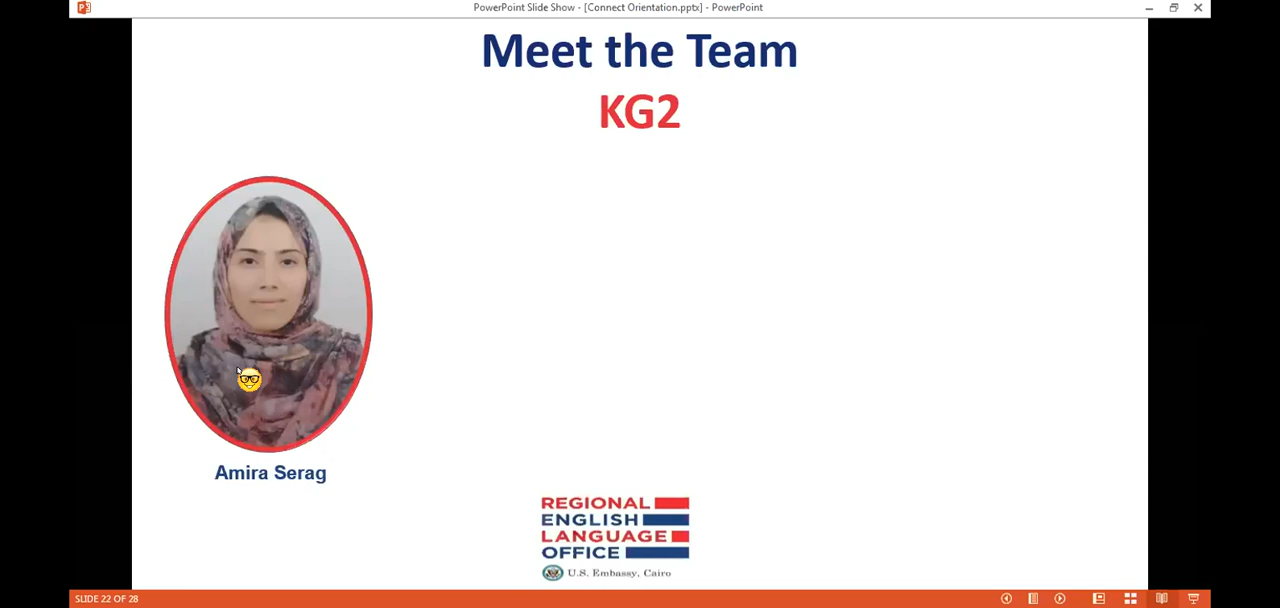 PowerPoint Slide Show - [Connect Orientation.pptx] - PowerPoint
Meet the Team
KG2
Amira Serag
REGIONAL
ENGLISH
LANGUAGE
OFFICE
U.S. Embassy, Cairo
SLIDE 22 OF 28